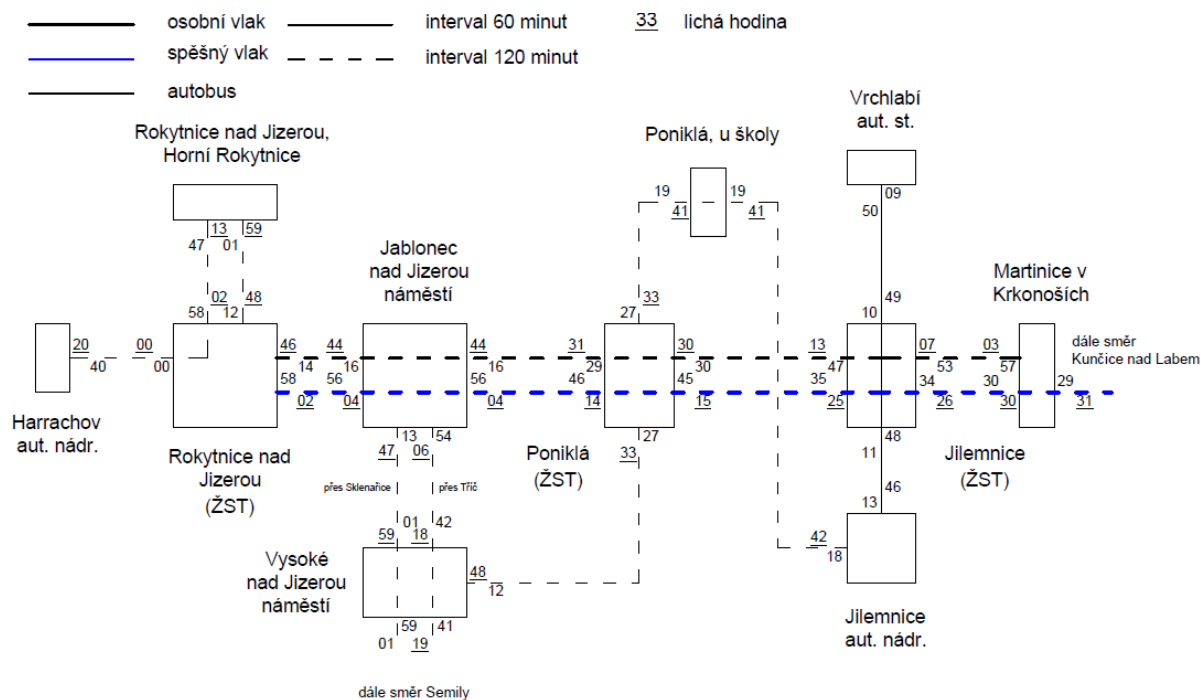 osobní vlak interval 60 minut 33 lichá hodina
spěšný vlak interval 120 minut
autobus
Vrchlabí
aut. st.
Rokytnice nad Jizerou,
Horní Rokytnice
Poniklá, u školy
19 19
41 41
09
50
13 59
47 01
Jablonec
nad Jizerou
náměstí
Martinice v
Krkonoších
02 48
58 12
33
27
49
10
20 00
40 00
46 44 44 31 30 13 07 03
14 16 16 29 30 47 53 57
dále směr
Kunčice nad Labem
58 56 56 46 45 35 34 30 29
02 04 04 14 15 25 26 30 31
Harrachov
aut. nádr.
Rokytnice nad
Jizerou
(ŽST)
13 54
47 06
přes Sklenařice přes Tříč
Poniklá
(ŽST)
27
33
48
11
Jilemnice
(ŽST)
46
13
01 42
59 18
Vysoké
nad Jizerou
náměstí
48
12
42
18
59 41
01 19
Jilemnice
aut. nádr.
dále směr Semily